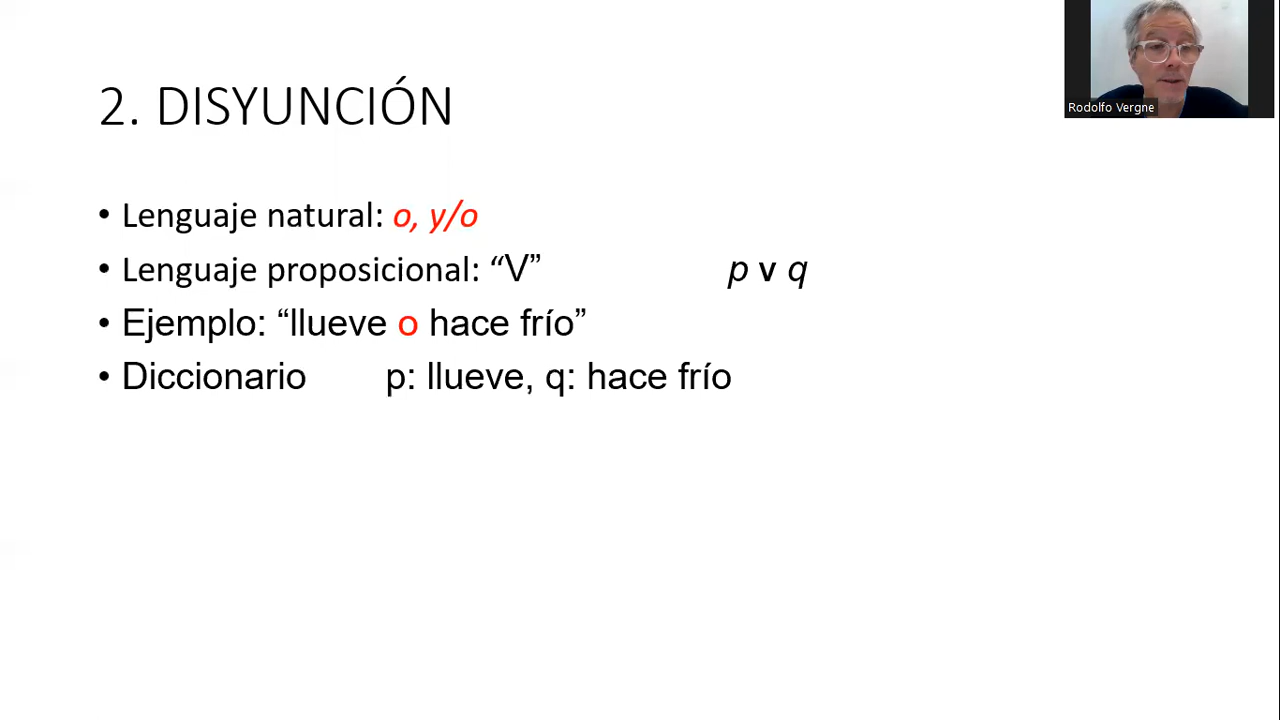 2. DISYUNCIÓN
• Lenguaje natural: o, y/o
• Lenguaje proposicional: “V” p v q
• Ejemplo: “llueve o hace frío”
• Diccionario p: llueve, q: hace frío
Rodolfo Vergne